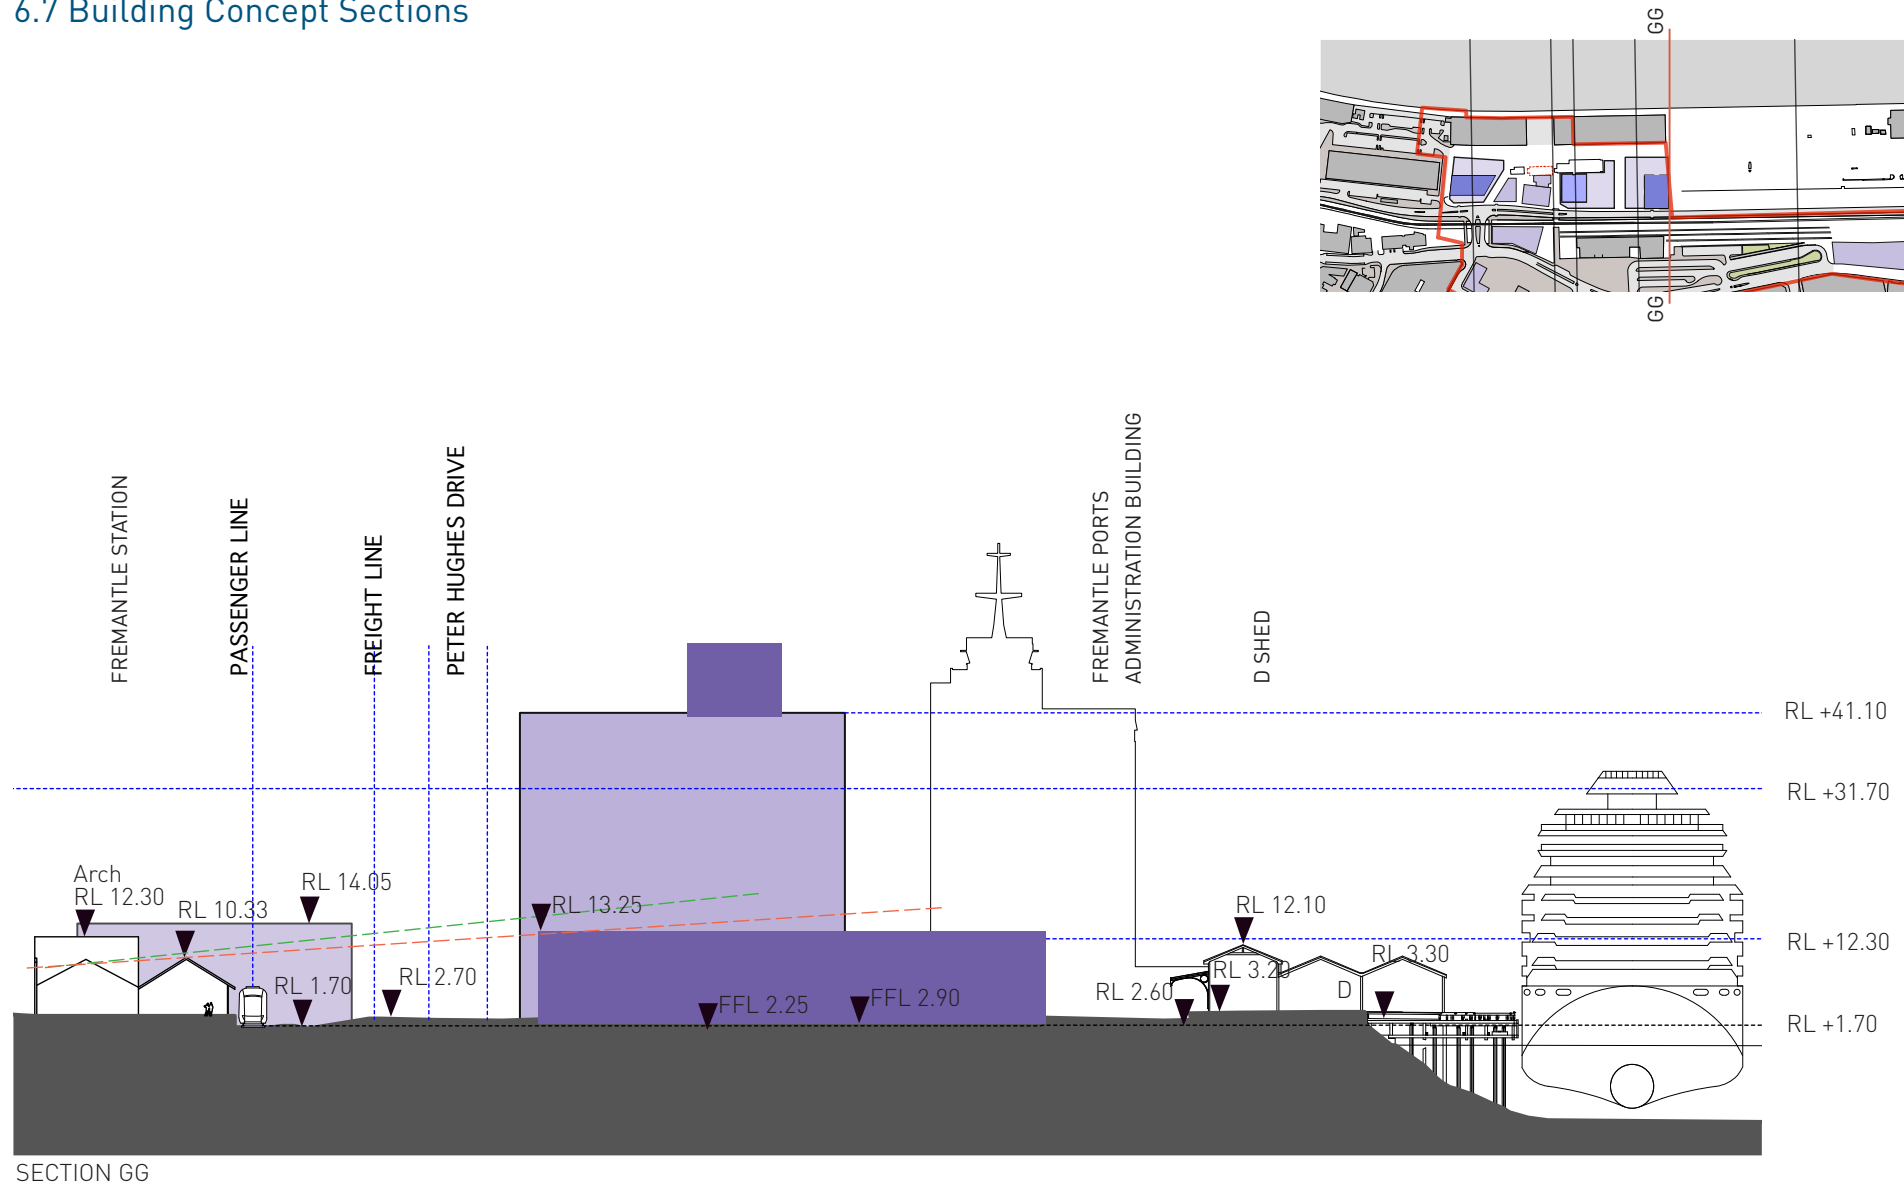 6.7 Building Concept Sections
GG
GG
FREMANTLE STATION
PASSENGER LINE
FREIGHT LINE
PETER HUGHES DRIVE
FREMANTLE PORTS
ADMINISTRATION BUILDING
D SHED
RL +41.10
RL +31.70
RL +12.30
RL +1.70
Arch
RL 12.30
RL 10.33
RL 14.05
RL 13.25
RL 12.10
RL 1.70
RL 2.70
FFL 2.25
FFL 2.90
RL 2.60
RL 3.20
RL 3.30
D
SECTION GG